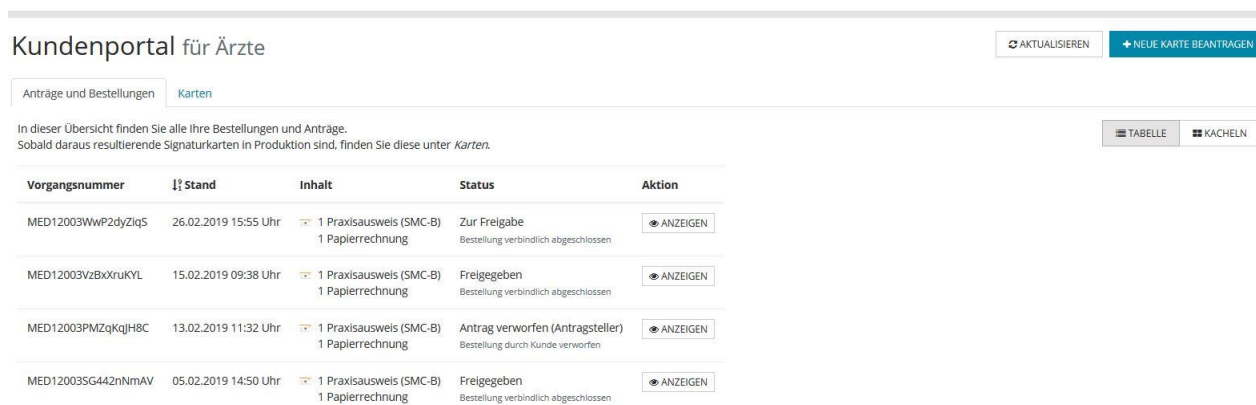 Kundenportal für Ärzte
AKTUALISIEREN
NEUE KARTE BEANTRAGEN
Anträge und Bestellungen
Karten
In dieser Übersicht finden Sie alle Ihre Bestellungen und Anträge.
Sobald daraus resultierende Signaturkarten in Produktion sind, finden Sie diese unter Karten.
TABELLE
KACHELN
Vorgangsnummer Stand Inhalt Status Aktion
MED12003WwP2dyZiqS 26.02.2019 15:55 Uhr 1 Praxisausweis (SMC-B) Zur Freigabe ANZEIGEN
1 Papierrechnung Bestellung verbindlich abgeschlossen
MED12003VzBxXruKYL 15.02.2019 09:38 Uhr 1 Praxisausweis (SMC-B) Freigegeben ANZEIGEN
1 Papierrechnung Bestellung verbindlich abgeschlossen
MED12003PMZqKqJH8C 13.02.2019 11:32 Uhr 1 Praxisausweis (SMC-B) Antrag verworfen (Antragsteller) ANZEIGEN
1 Papierrechnung Bestellung durch Kunde verworfen
MED12003SG442nNmAV 05.02.2019 14:50 Uhr 1 Praxisausweis (SMC-B) Freigegeben ANZEIGEN
1 Papierrechnung Bestellung verbindlich abgeschlossen